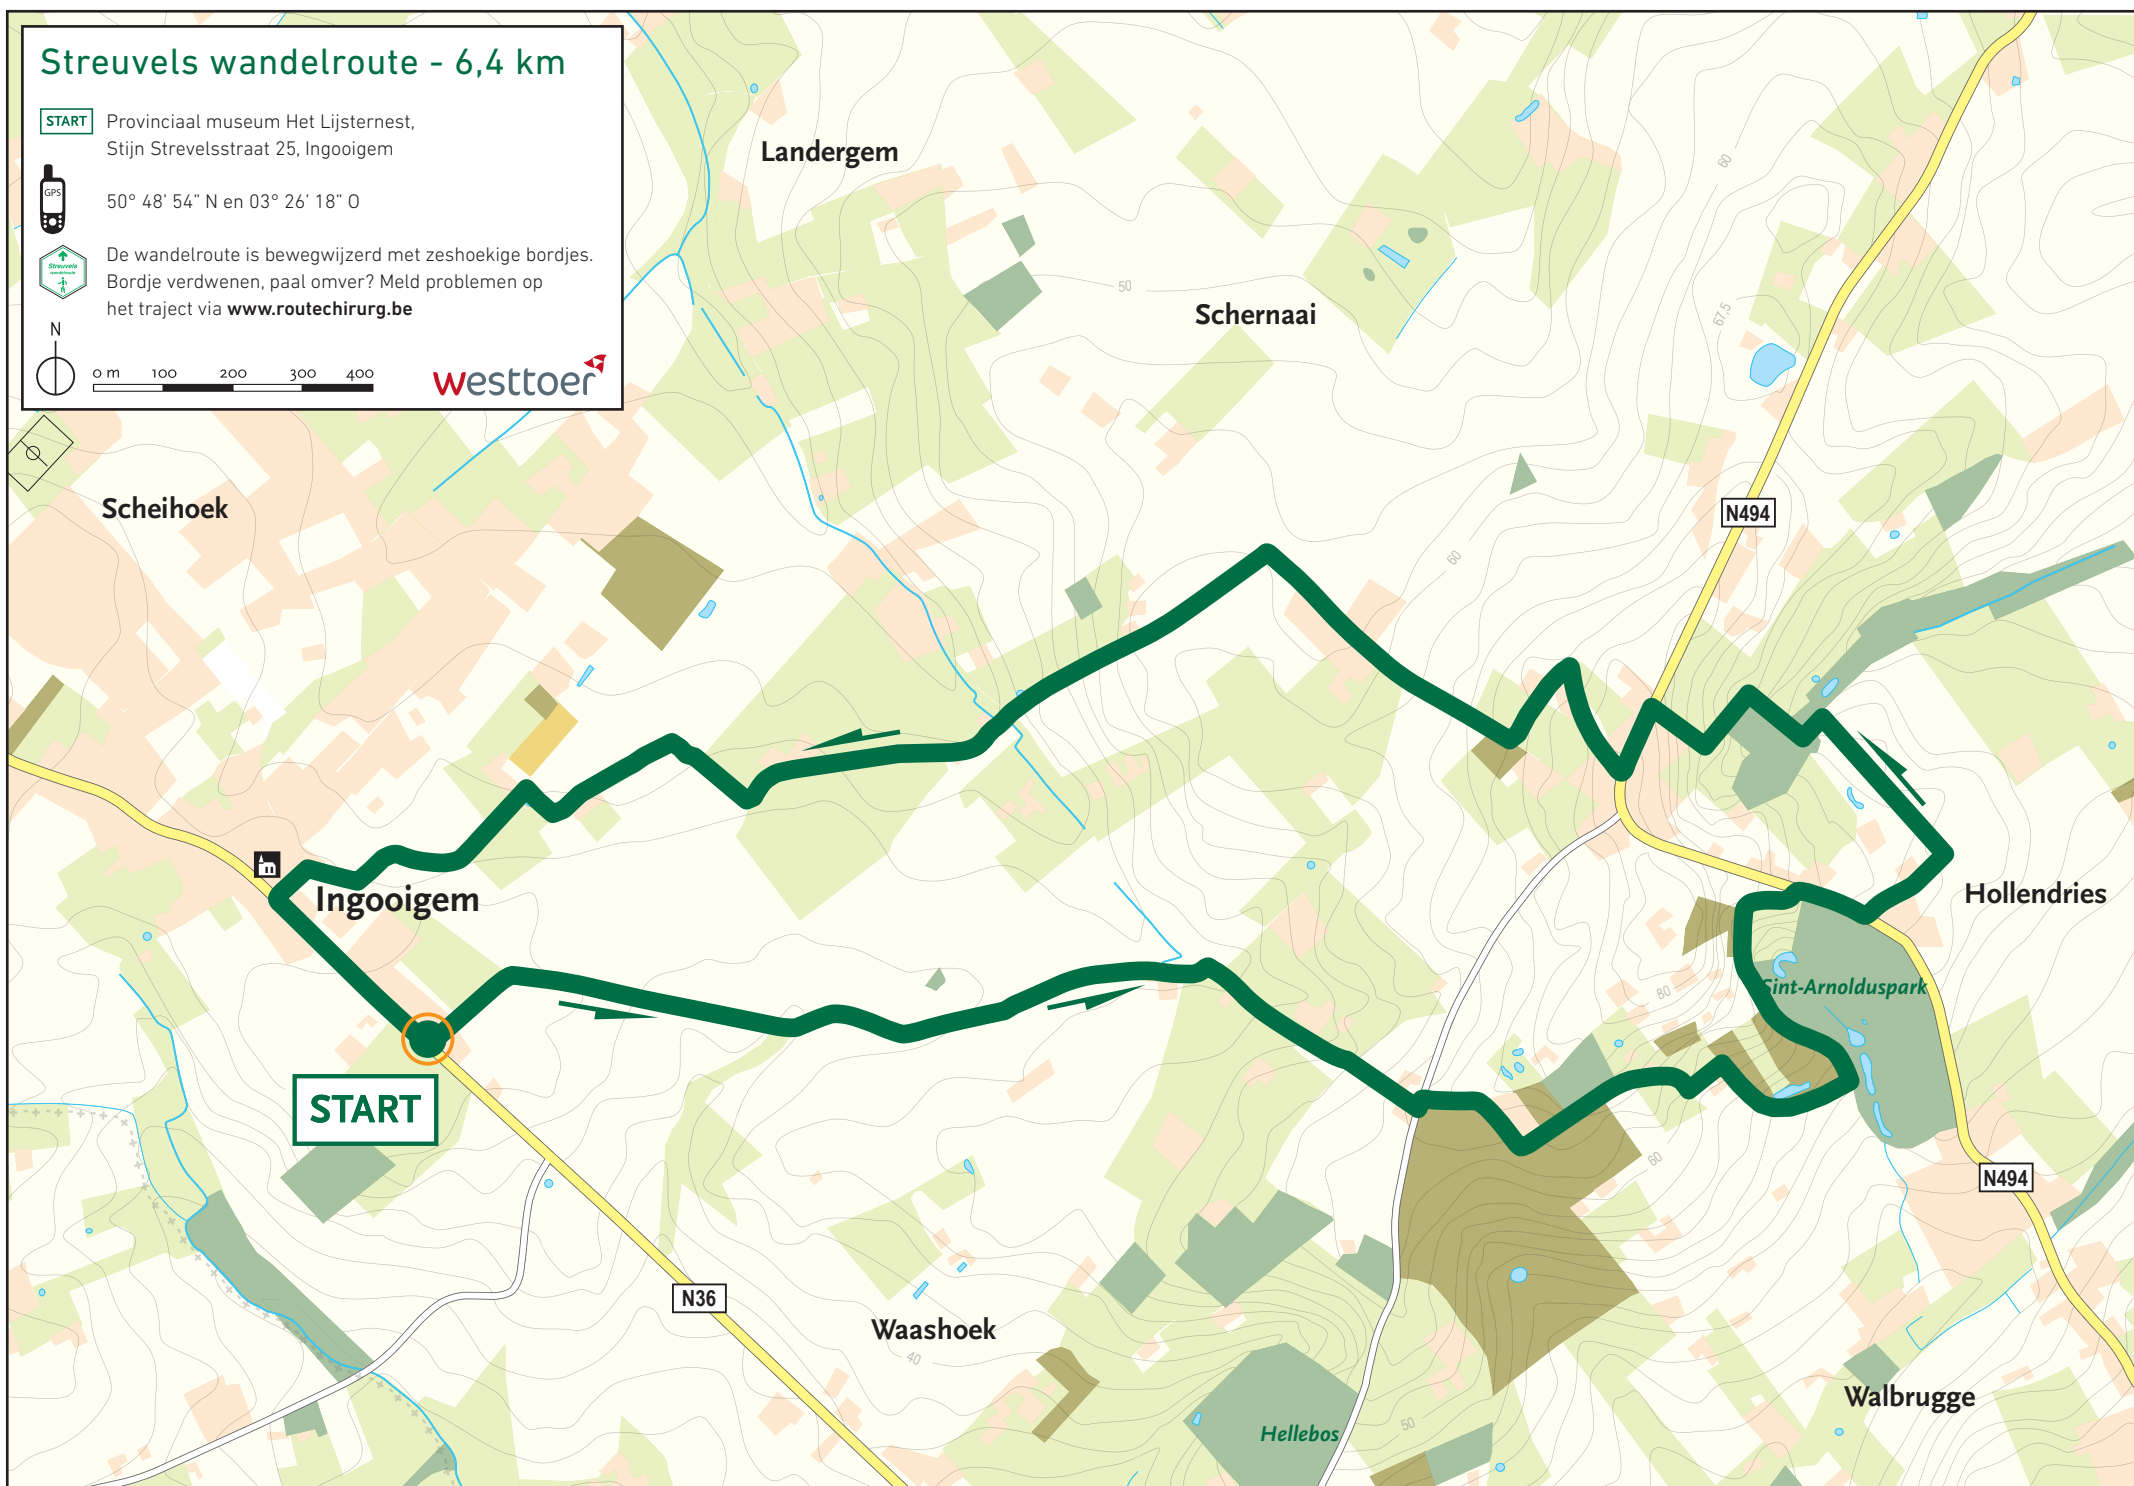 Streuvels wandelroute - 6,4 km
START
Provinciaal museum Het Lijsternest,
Stijn Strevelsstraat 25, Ingooigem
GPS
50° 48' 54" N en 03° 26' 18" O
Streuvels
wandelroute
De wandelroute is bewegwijzerd met zeshoekige bordjes.
Bordje verdwenen, paal omver? Meld problemen op
het traject via www.routechirurg.be
N
0 m 100 200 300 400
westtoer
Landergem
60
50
Schernaai
67,5
Scheihoek
N494
60
Ingooigem
Hollendries
Sint-Arnolduspark
80
START
60
N494
N36
Waashoek
40
Walbrugge
50
Hellebos